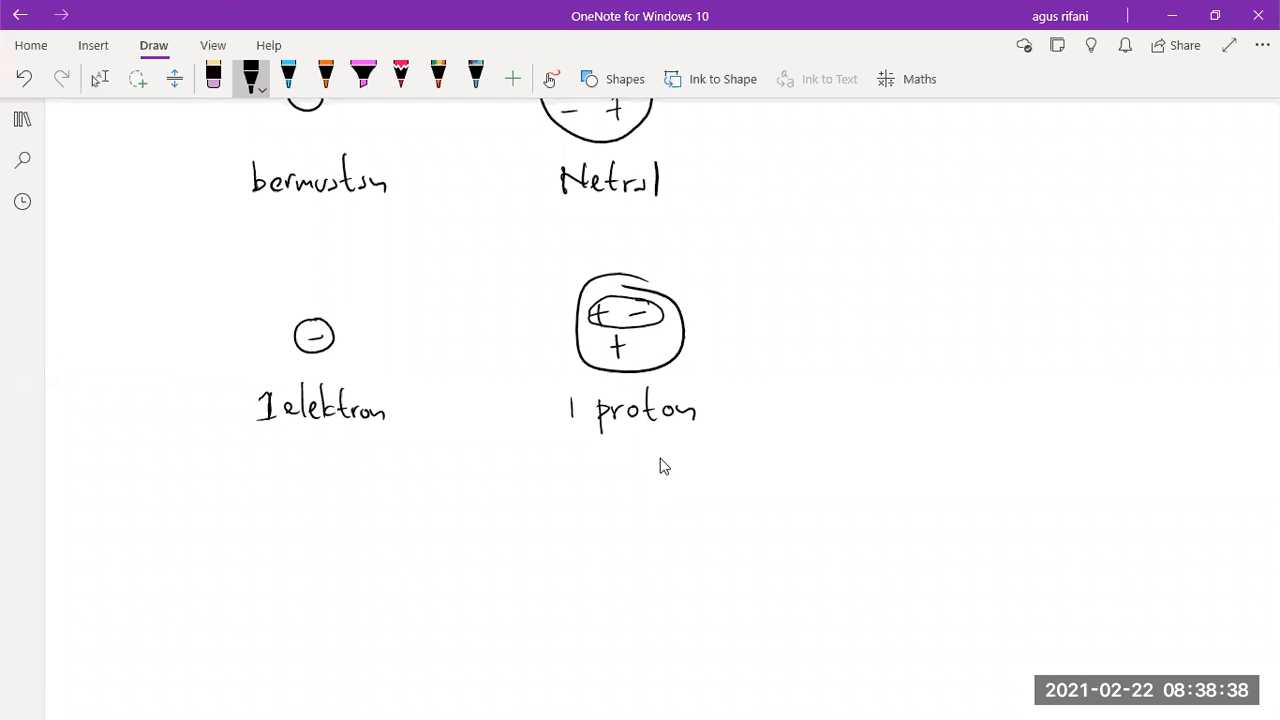 OneNote for Windows 10
agus rifani
Home Insert Draw View Help
Share
Shapes Ink to Shape Ink to Text Maths
- +
bermuatan Netral
+ -
- +
1 elektron 1 proton
2021-02-22 08:38:38